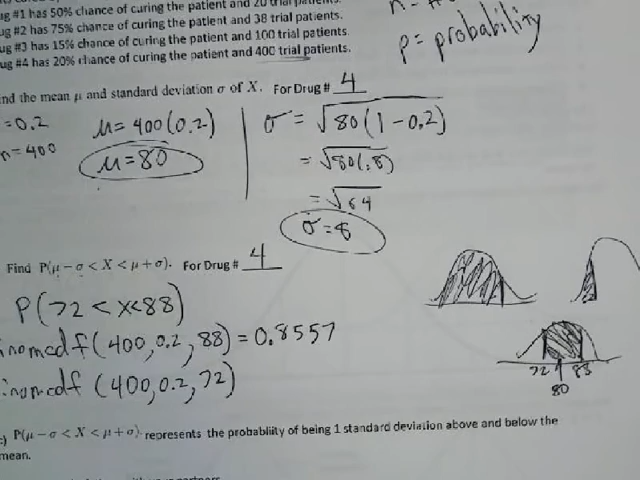 ug #1 has 50% chance of curing the patient and 20 trial patients.
ug #2 has 75% chance of curing the patient and 38 trial patients.
ug #3 has 15% chance of curing the patient and 100 trial patients.
ug #4 has 20% chance of curing the patient and 400 trial patients.
p = probability
nd the mean μ and standard deviation σ of X. For Drug # 4
= 0.2
n = 400
μ = 400(0.2)
μ = 80
σ = √80(1-0.2)
= √80(.8)
= √64
σ = 8
Find P(μ − σ < X < μ + σ). For Drug # 4
P(72 < X < 88)
inomcdf(400, 0.2, 88) = 0.8557
inomcdf (400, 0.2, 72)
72 88
80
:) P(μ − σ < X < μ + σ) represents the probabliity of being 1 standard deviation above and below the
mean.